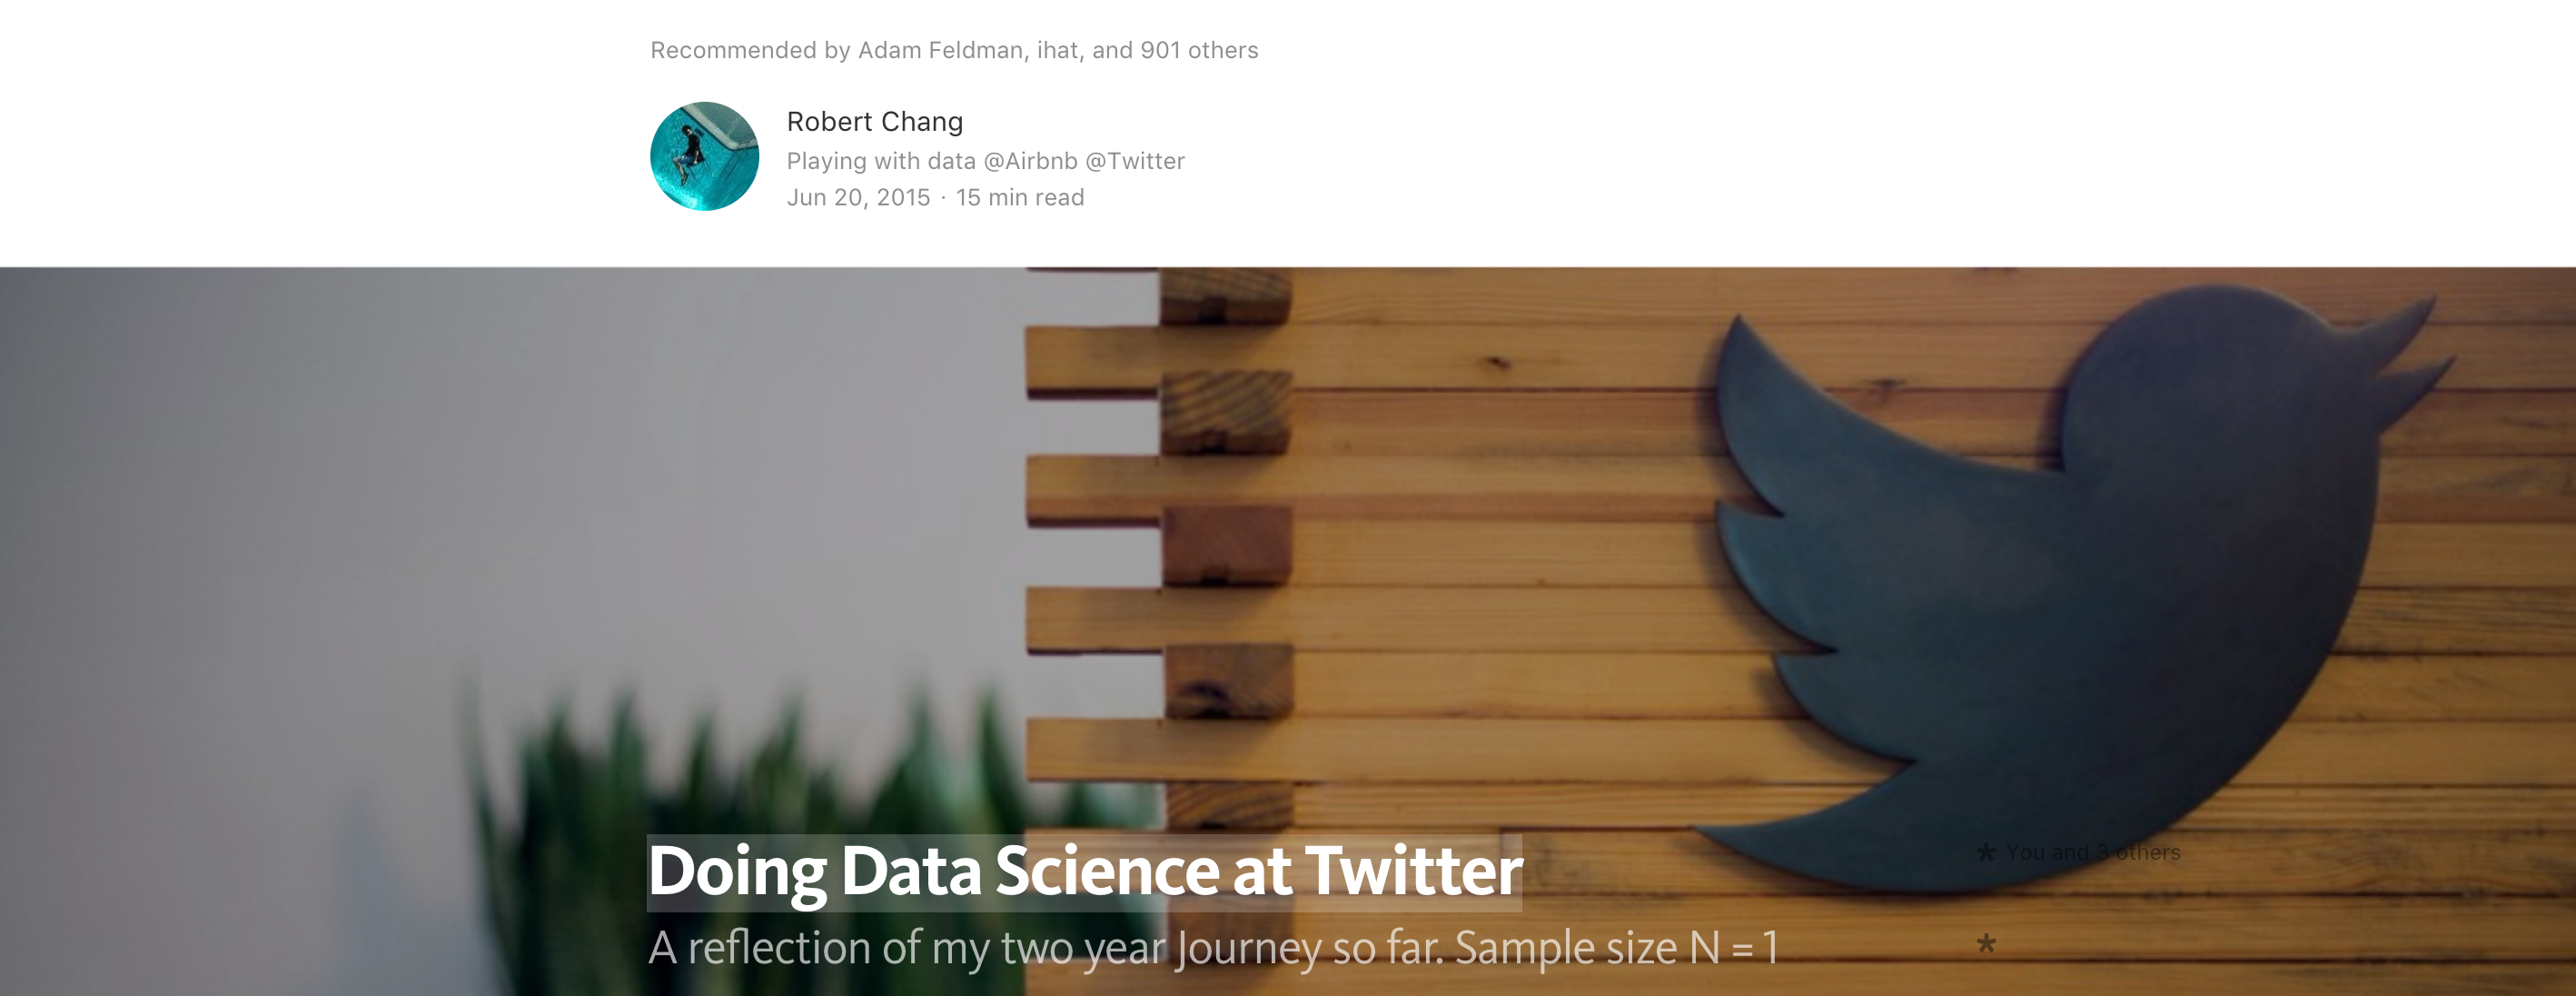 Recommended by Adam Feldman, ihat, and 901 others
Robert Chang
Playing with data @Airbnb @Twitter
Jun 20, 2015 · 15 min read
Doing Data Science at Twitter
* You and 3 others
A reflection of my two year Journey so far. Sample size N = 1
*